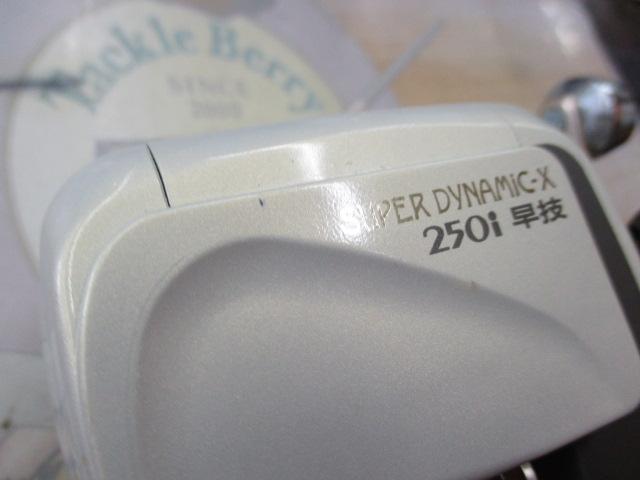 Tackle Berry
SINCE
SUPER DYNAMiC-X
250i 早技